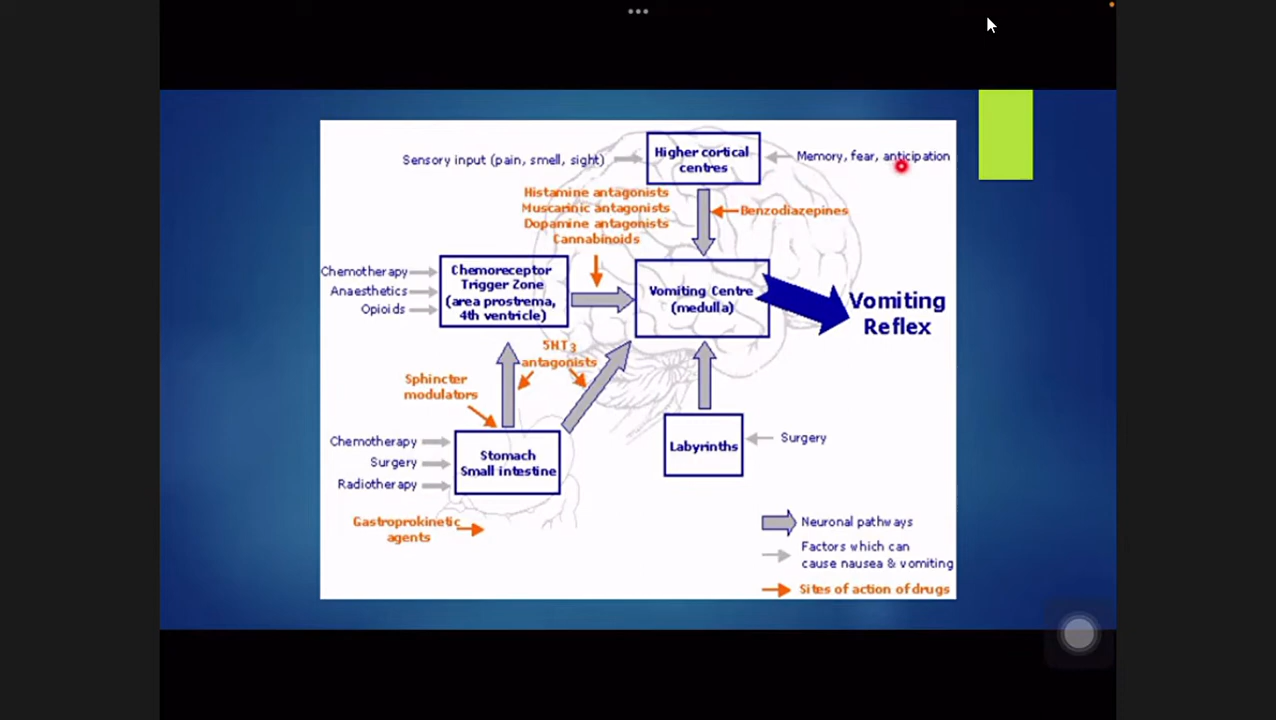 Higher cortical
centres
Sensory input (pain, smell, sight)
Memory, fear, anticipation
Histamine antagonists
Muscarinic antagonists
Dopamine antagonists
Cannabinoids
Benzodiazepines
Chemotherapy
Anaesthetics
Opioids
Chemoreceptor
Trigger Zone
(area prostrema,
4th ventricle)
Vomiting Centre
(medulla)
Vomiting
Reflex
5HT3
antagonists
Sphincter
modulators
Chemotherapy
Surgery
Radiotherapy
Stomach
Small intestine
Labyrinths
Surgery
Gastroprokinetic
agents
Neuronal pathways
Factors which can
cause nausea & vomiting
Sites of action of drugs